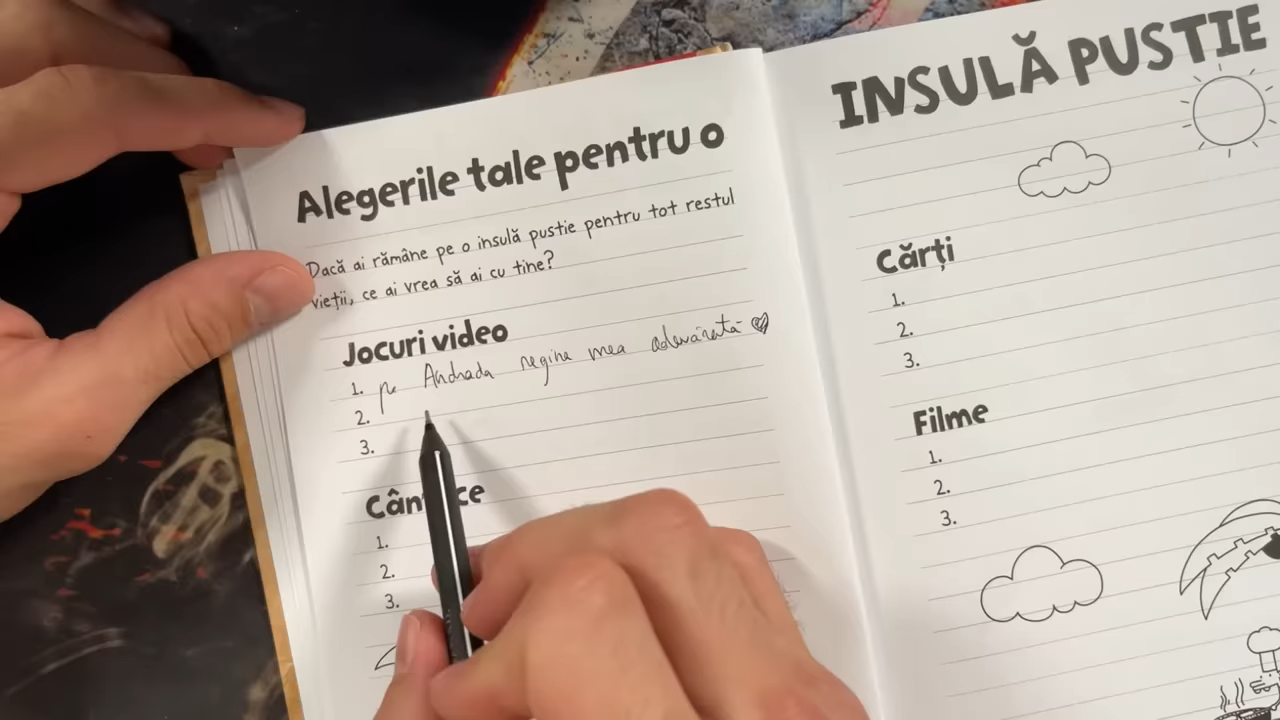 Alegerile tale pentru o
Dacă ai rămâne pe o insulă pustie pentru tot restul
vieții, ce ai vrea să ai cu tine?
Jocuri video
1. pe Andrada regina mea adevărată
2.
3.
1.
2.
3.
INSULĂ PUSTIE
Cărți
1.
2.
3.
Filme
1.
2.
3.